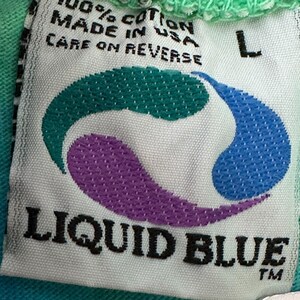 100% COTTON
MADE IN USA
CARE ON REVERSE
L
LIQUID BLUE
TM